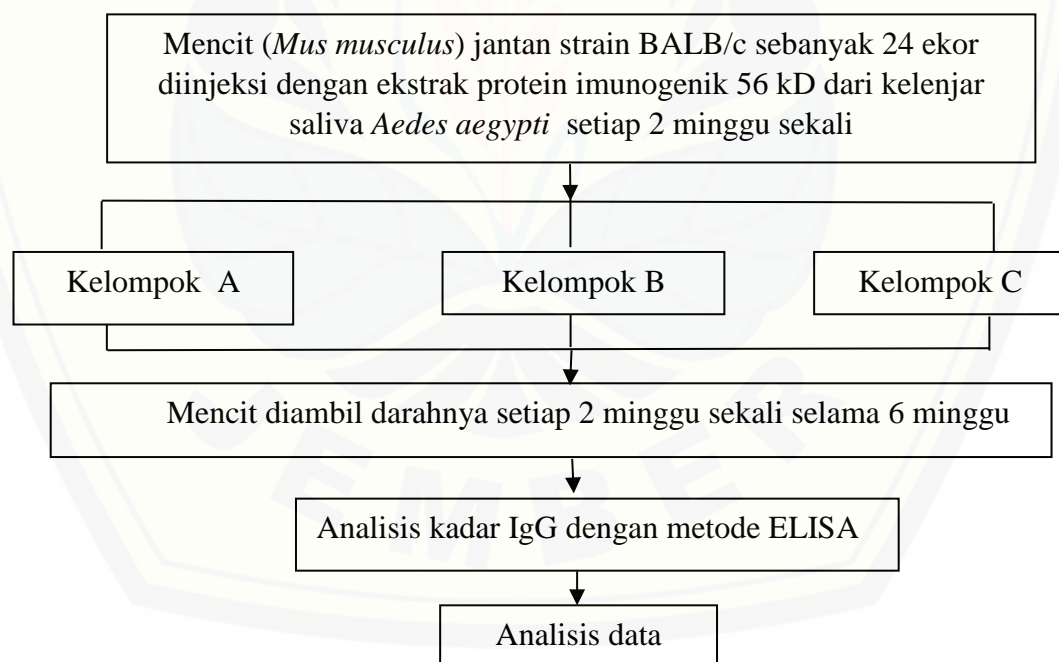 Mencit (Mus musculus) jantan strain BALB/c sebanyak 24 ekor
diinjeksi dengan ekstrak protein imunogenik 56 kD dari kelenjar
saliva Aedes aegypti setiap 2 minggu sekali
Kelompok A
Kelompok B
Kelompok C
Mencit diambil darahnya setiap 2 minggu sekali selama 6 minggu
JEMBER
Analisis kadar IgG dengan metode ELISA
Analisis data